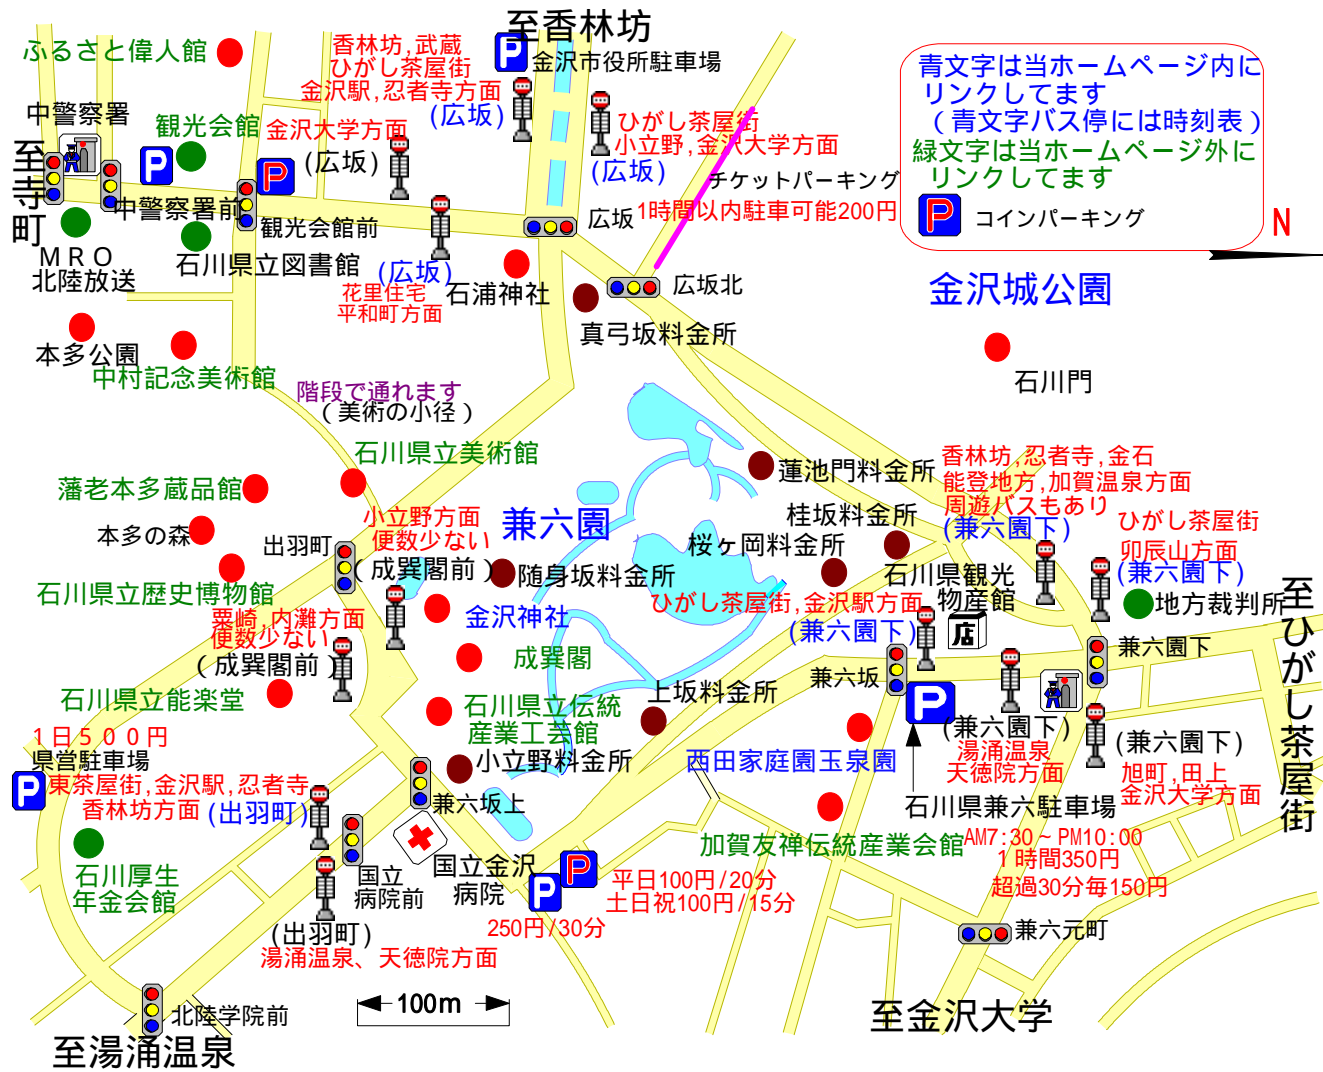 至香林坊
ふるさと偉人館
香林坊,武蔵
ひがし茶屋街
金沢駅,忍者寺方面
(広坂)
金沢市役所駐車場
青文字は当ホームページ内に
リンクしてます
(青文字バス停には時刻表)
緑文字は当ホームページ外に
リンクしてます
コインパーキング
N
中警察署
観光会館
金沢大学方面
(広坂)
ひがし茶屋街
小立野,金沢大学方面
(広坂)
チケットパーキング
1時間以内駐車可能200円
至寺町
中警察署前
観光会館前
広坂
MRO
北陸放送
石川県立図書館
(広坂)
花里住宅
平和町方面
石浦神社
広坂北
金沢城公園
真弓坂料金所
本多公園
中村記念美術館
石川門
階段で通れます
(美術の小径)
石川県立美術館
蓮池門料金所
香林坊,忍者寺,金石
能登地方,加賀温泉方面
周遊バスもあり
(兼六園下)
藩老本多蔵品館
本多の森
出羽町
小立野方面
便数少ない
(成巽閣前)
兼六園
桂坂料金所
桜ヶ岡料金所
ひがし茶屋街
卯辰山方面
(兼六園下)
石川県立歴史博物館
随身坂料金所
石川県観光
物産館
地方裁判所
至ひがし茶屋街
粟崎,内灘方面
便数少ない
(成巽閣前)
金沢神社
ひがし茶屋街,金沢駅方面
(兼六園下)
店
兼六園下
成巽閣
兼六坂
石川県立能楽堂
石川県立伝統
産業工芸館
上坂料金所
(兼六園下)
湯涌温泉
天徳院方面
(兼六園下)
旭町,田上
金沢大学方面
1日500円
県営駐車場
東茶屋街,金沢駅,忍者寺
香林坊方面
(出羽町)
小立野料金所
西田家庭園玉泉園
兼六坂上
石川県兼六駐車場
AM7:30~PM10:00
1時間350円
超過30分毎150円
加賀友禅伝統産業会館
石川厚生
年金会館
国立
病院前
国立金沢
病院
平日100円/20分
土日祝100円/15分
250円/30分
(出羽町)
湯涌温泉、天徳院方面
兼六元町
100m
北陸学院前
至金沢大学
至湯涌温泉